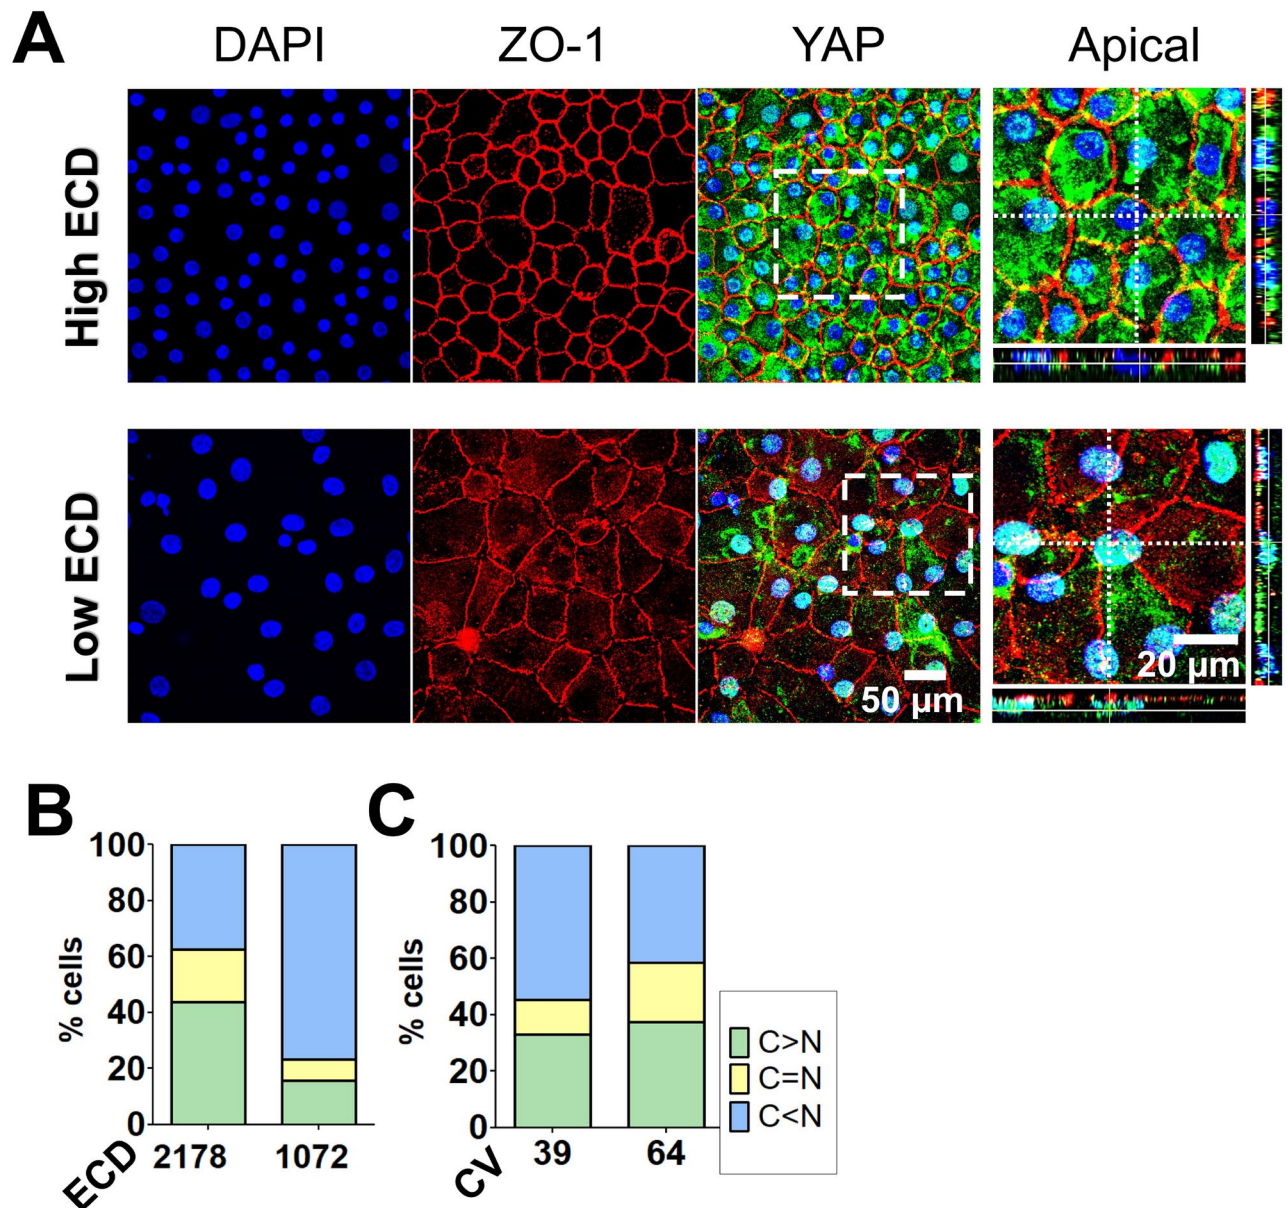 A
DAPI ZO-1 YAP Apical
High ECD
Low ECD
50 µm
20 µm
B
C
100
80
60
40
20
0
% cells
ECD 2178 1072
100
80
60
40
20
0
% cells
CV 39 64
C>N
C=N
C<N